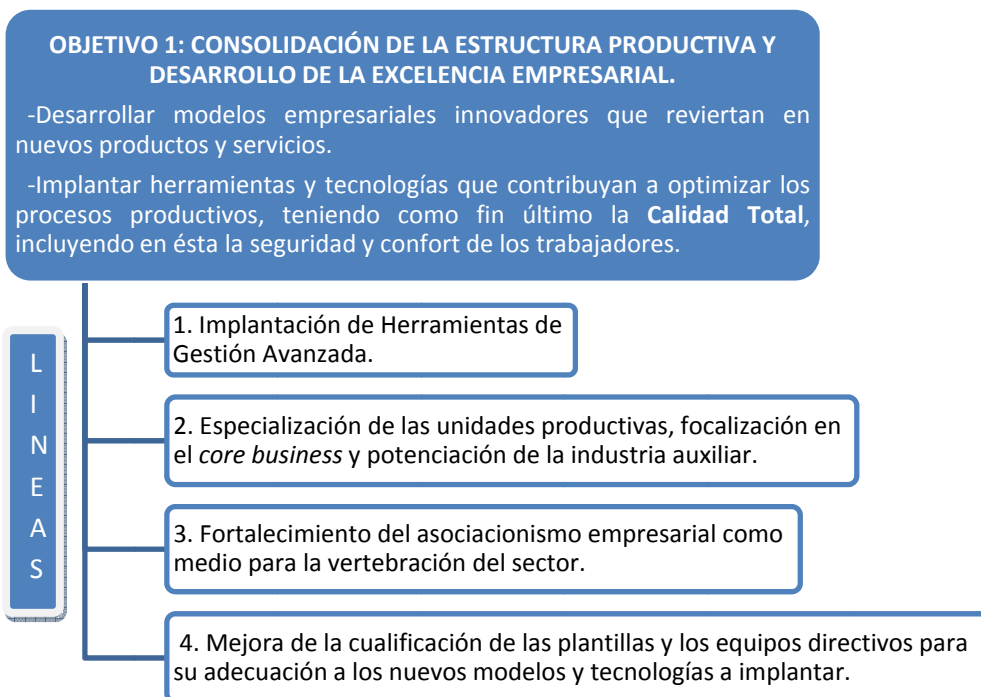 OBJETIVO 1: CONSOLIDACIÓN DE LA ESTRUCTURA PRODUCTIVA Y
DESARROLLO DE LA EXCELENCIA EMPRESARIAL.
-Desarrollar modelos empresariales innovadores que reviertan en
nuevos productos y servicios.
-Implantar herramientas y tecnologías que contribuyan a optimizar los
procesos productivos, teniendo como fin último la Calidad Total,
incluyendo en ésta la seguridad y confort de los trabajadores.
L
I
N
E
A
S
1. Implantación de Herramientas de
Gestión Avanzada.
2. Especialización de las unidades productivas, focalización en
el core business y potenciación de la industria auxiliar.
3. Fortalecimiento del asociacionismo empresarial como
medio para la vertebración del sector.
4. Mejora de la cualificación de las plantillas y los equipos directivos para
su adecuación a los nuevos modelos y tecnologías a implantar.